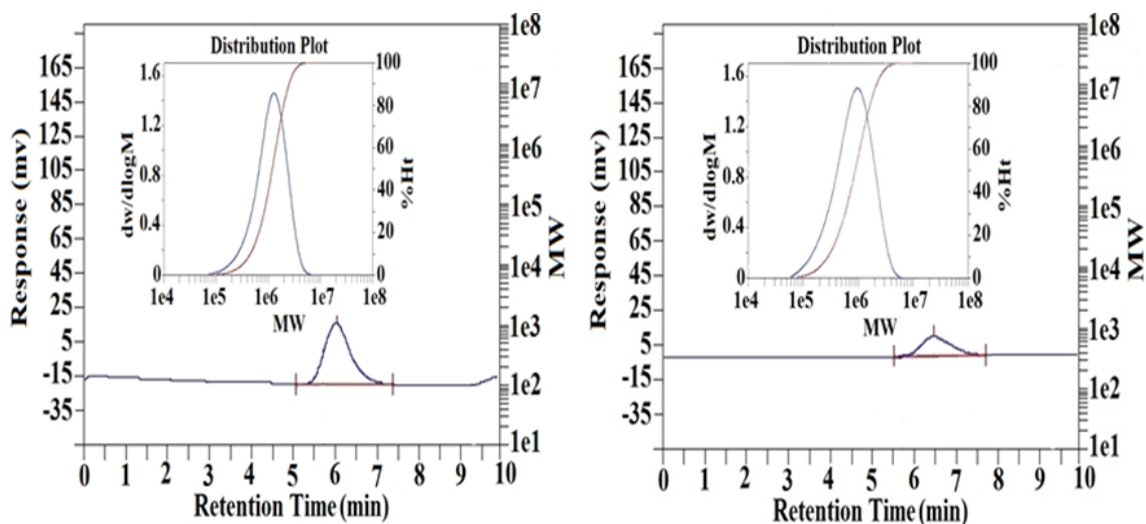 Distribution Plot
Response (mv)
165
145
125
105
85
65
45
25
5
-15
-35
1e8
1e7
1e6
1e5
1e4
1e3
1e2
1e1
MW
dw/dlogM
1.6
1.2
0.8
0.4
0
100
80
60
40
20
0
%Ht
1e4 1e5 1e6 1e7 1e8
MW
0 1 2 3 4 5 6 7 8 9 10
Retention Time (min)
Distribution Plot
Response (mv)
165
145
125
105
85
65
45
25
5
-15
-35
1e8
1e7
1e6
1e5
1e4
1e3
1e2
1e1
MW
dw/dlogM
1.6
1.2
0.8
0.4
0
100
80
60
40
20
0
%Ht
1e4 1e5 1e6 1e7 1e8
MW
0 1 2 3 4 5 6 7 8 9 10
Retention Time (min)